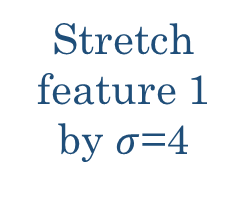 Stretch
feature 1
by σ=4